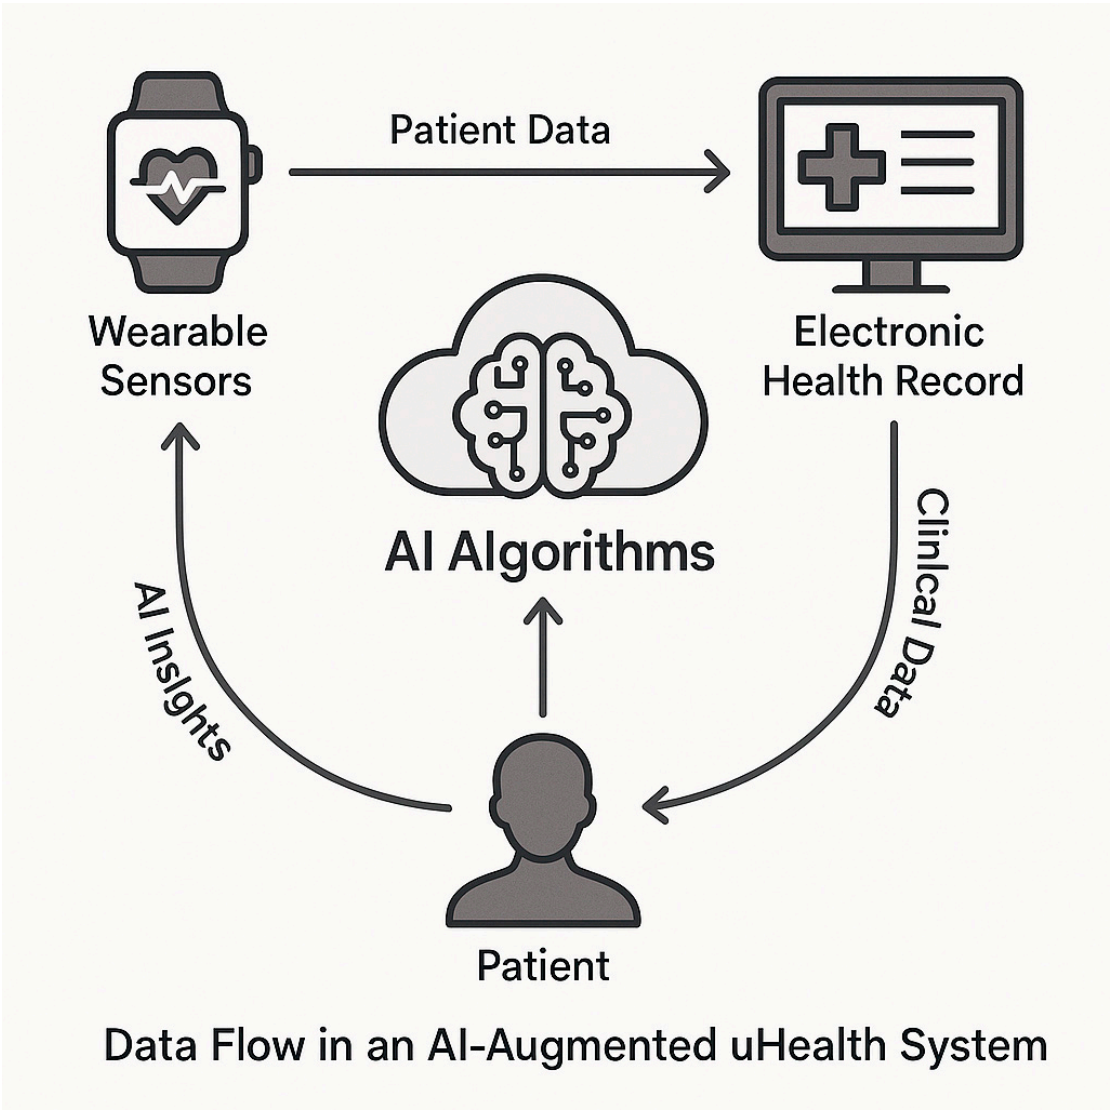 Patient Data
Wearable
Sensors
Electronic
Health Record
AI Algorithms
AI Insights
Clinical Data
Patient
Data Flow in an AI-Augmented uHealth System